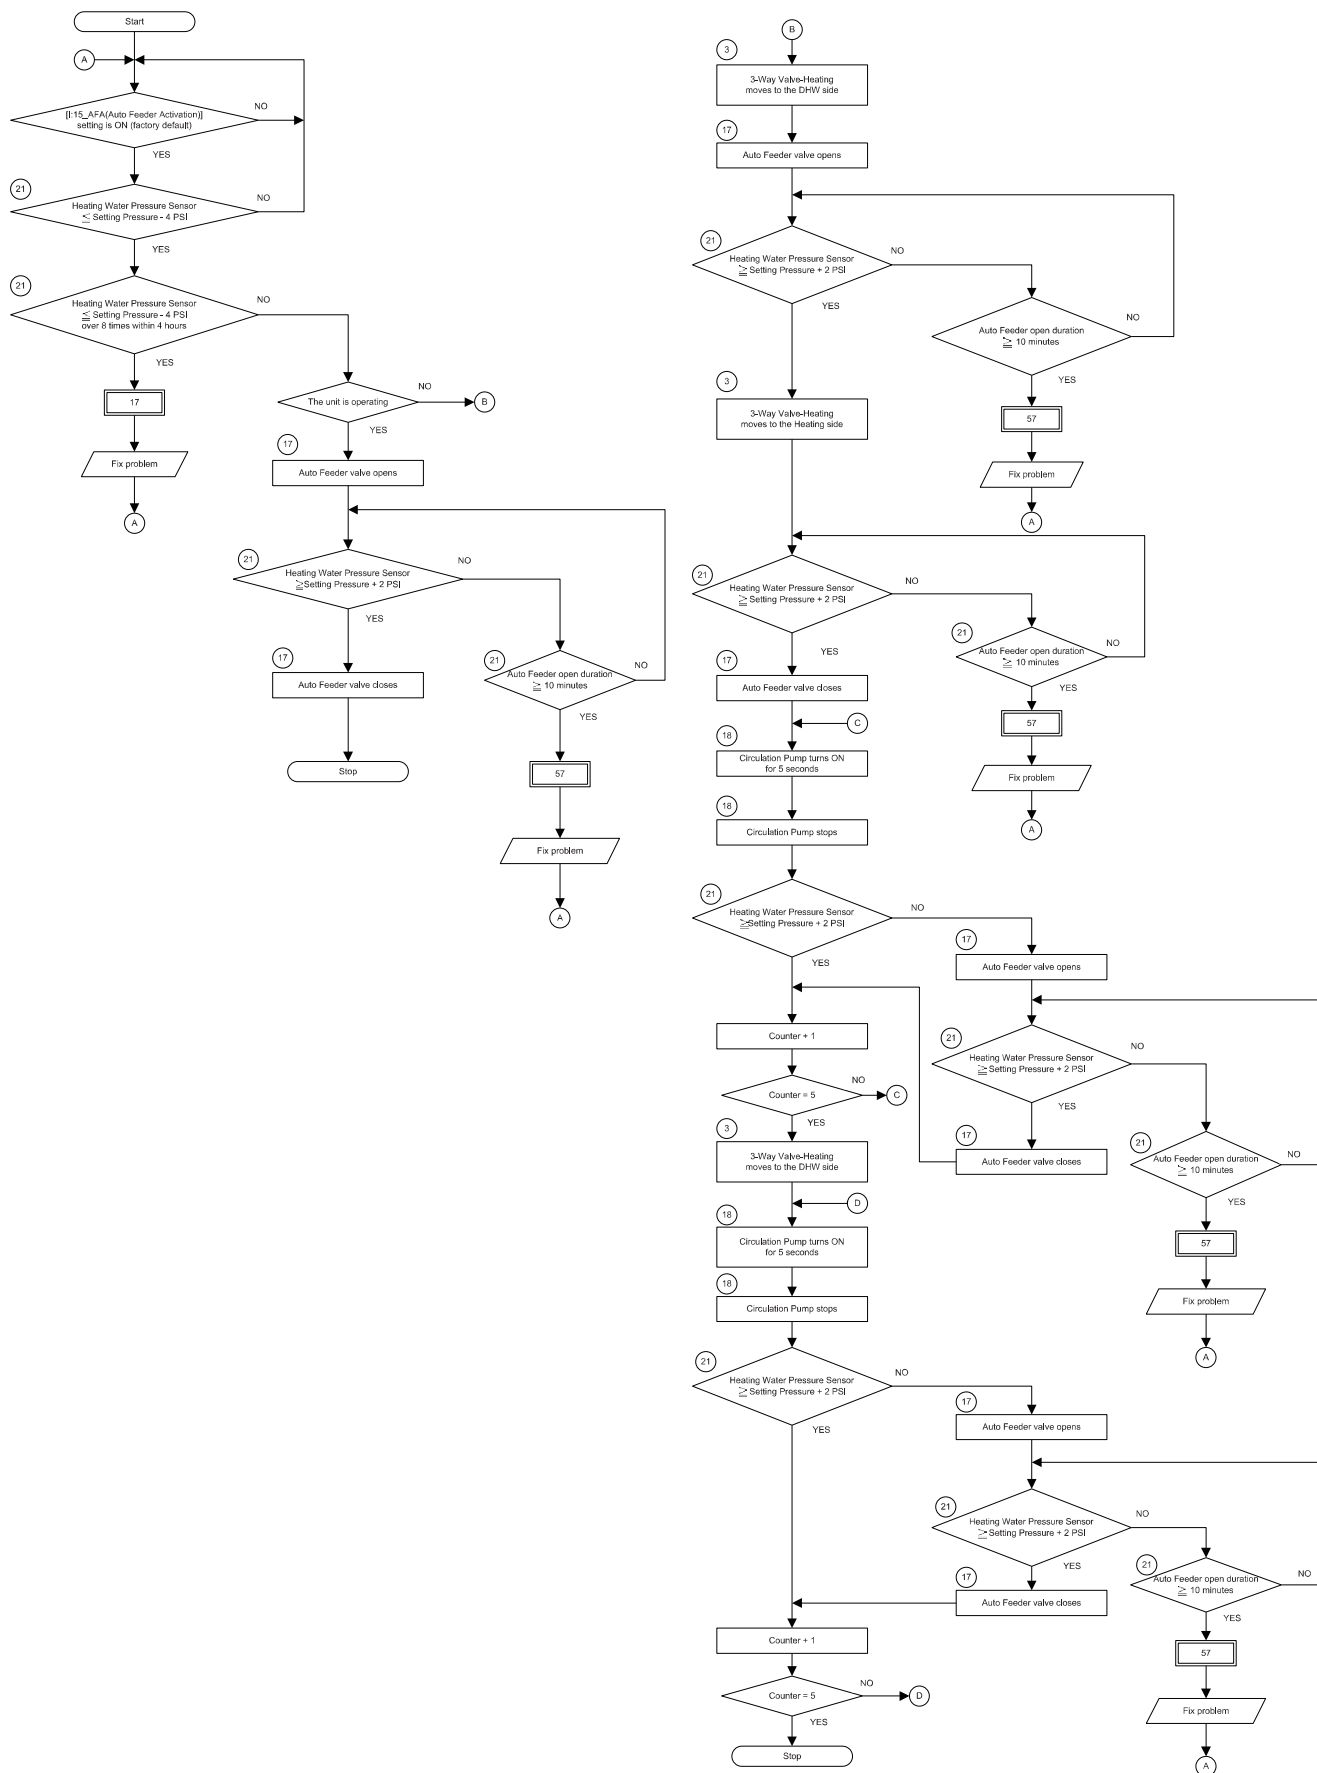 Start
A
[I:15_AFA(Auto Feeder Activation)]
setting is ON (factory default)
NO
YES
21
Heating Water Pressure Sensor
≦ Setting Pressure - 4 PSI
NO
YES
21
Heating Water Pressure Sensor
≦ Setting Pressure - 4 PSI
over 8 times within 4 hours
NO
YES
17
Fix problem
A
The unit is operating
NO
B
YES
17
Auto Feeder valve opens
21
Heating Water Pressure Sensor
≧Setting Pressure + 2 PSI
NO
YES
17
Auto Feeder valve closes
Stop
21
Auto Feeder open duration
≧ 10 minutes
NO
YES
57
Fix problem
A
B
3
3-Way Valve-Heating
moves to the DHW side
17
Auto Feeder valve opens
21
Heating Water Pressure Sensor
≧Setting Pressure + 2 PSI
NO
YES
Auto Feeder open duration
≧ 10 minutes
NO
YES
57
Fix problem
A
3
3-Way Valve-Heating
moves to the Heating side
21
Heating Water Pressure Sensor
≧Setting Pressure + 2 PSI
NO
YES
21
Auto Feeder open duration
≧ 10 minutes
NO
YES
57
Fix problem
A
17
Auto Feeder valve closes
C
18
Circulation Pump turns ON
for 5 seconds
18
Circulation Pump stops
21
Heating Water Pressure Sensor
≧Setting Pressure + 2 PSI
NO
YES
17
Auto Feeder valve opens
21
Heating Water Pressure Sensor
≧Setting Pressure + 2 PSI
NO
YES
17
Auto Feeder valve closes
21
Auto Feeder open duration
≧ 10 minutes
NO
YES
57
Fix problem
A
Counter + 1
Counter = 5
NO
C
YES
3
3-Way Valve-Heating
moves to the DHW side
D
18
Circulation Pump turns ON
for 5 seconds
18
Circulation Pump stops
21
Heating Water Pressure Sensor
≧Setting Pressure + 2 PSI
NO
YES
17
Auto Feeder valve opens
21
Heating Water Pressure Sensor
≧Setting Pressure + 2 PSI
NO
YES
17
Auto Feeder valve closes
21
Auto Feeder open duration
≧ 10 minutes
NO
YES
57
Fix problem
A
Counter + 1
Counter = 5
NO
D
YES
Stop